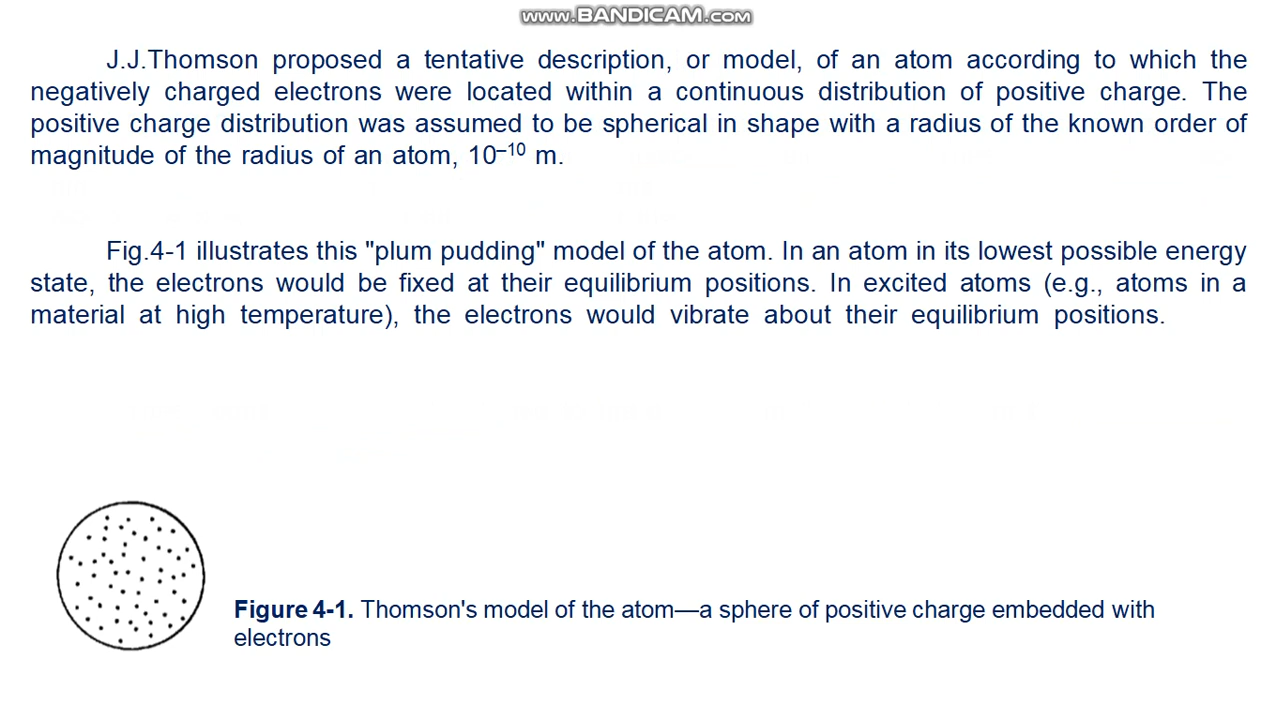 www.BANDICAM.com
J.J.Thomson proposed a tentative description, or model, of an atom according to which the
negatively charged electrons were located within a continuous distribution of positive charge. The
positive charge distribution was assumed to be spherical in shape with a radius of the known order of
magnitude of the radius of an atom, 10⁻¹⁰ m.
Fig.4-1 illustrates this "plum pudding" model of the atom. In an atom in its lowest possible energy
state, the electrons would be fixed at their equilibrium positions. In excited atoms (e.g., atoms in a
material at high temperature), the electrons would vibrate about their equilibrium positions.
Figure 4-1. Thomson's model of the atom—a sphere of positive charge embedded with
electrons